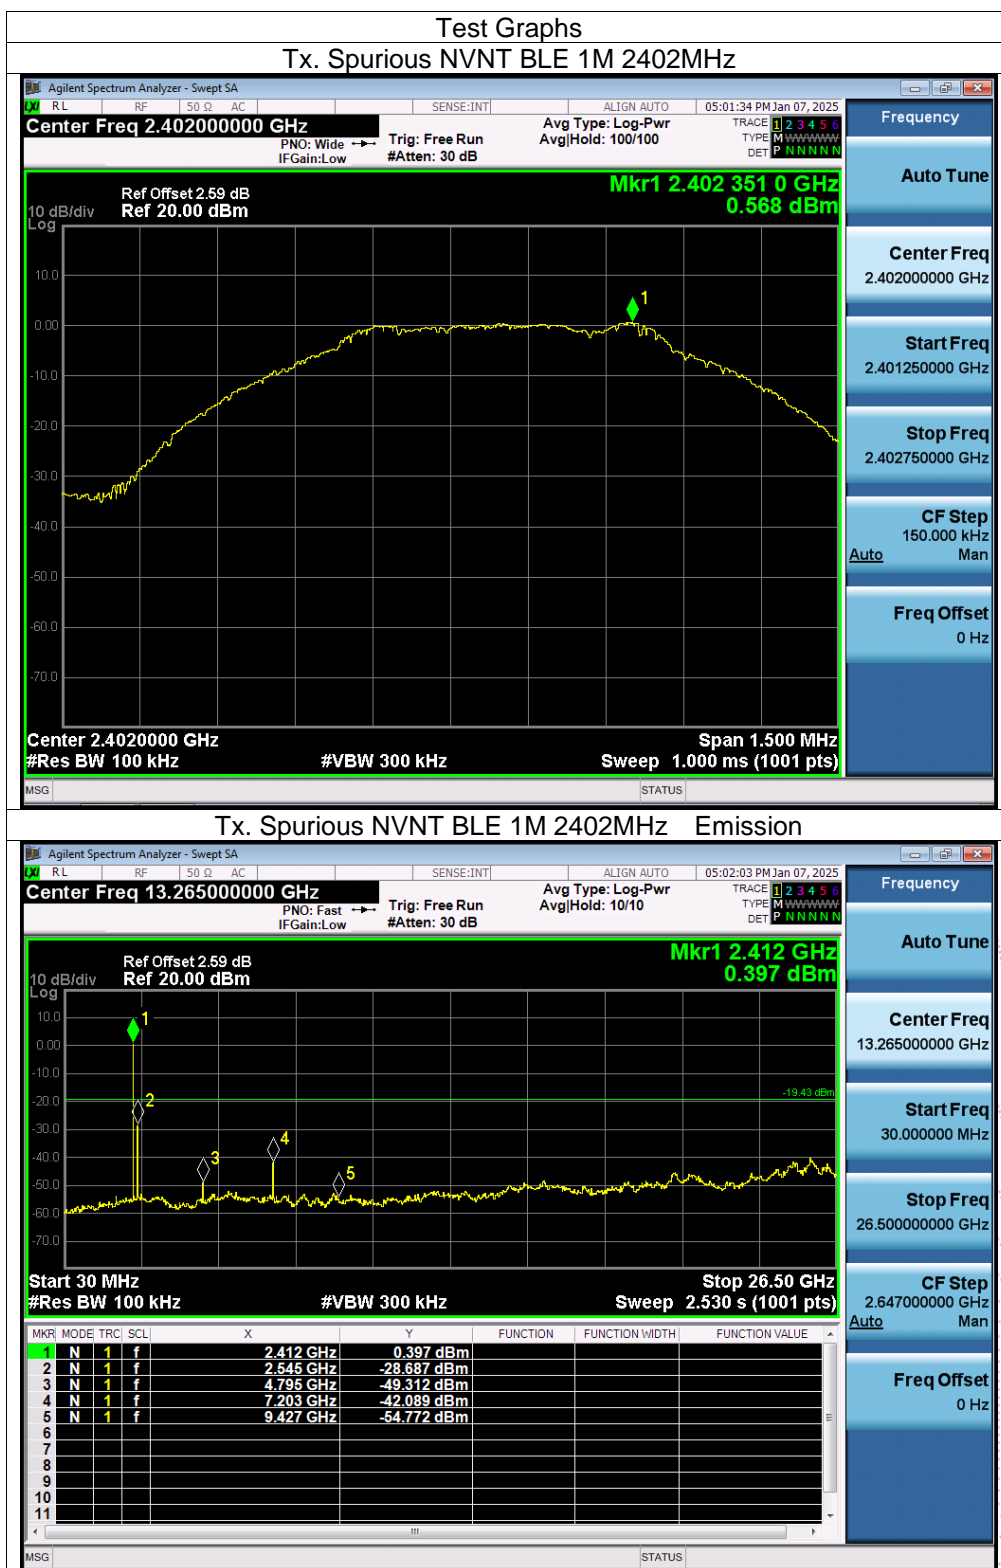 Test Graphs
Tx. Spurious NVNT BLE 1M 2402MHz
Agilent Spectrum Analyzer - Swept SA
LXI RL RF 50 Ω AC SENSE:INT ALIGN AUTO 05:01:34 PM Jan 07, 2025
Center Freq 2.402000000 GHz
PNO: Wide
IFGain:Low
Trig: Free Run
#Atten: 30 dB
Avg Type: Log-Pwr
Avg|Hold: 100/100
TRACE 1 2 3 4 5 6
TYPE M WWWWW
DET P N N N N N
Frequency
Auto Tune
Center Freq
2.402000000 GHz
Start Freq
2.401250000 GHz
Stop Freq
2.402750000 GHz
CF Step
150.000 kHz
Auto Man
Freq Offset
0 Hz
Ref Offset 2.59 dB
10 dB/div Ref 20.00 dBm
Log
Mkr1 2.402 351 0 GHz
0.568 dBm
1
10.0
0.00
-10.0
-20.0
-30.0
-40.0
-50.0
-60.0
-70.0
Center 2.4020000 GHz Span 1.500 MHz
#Res BW 100 kHz #VBW 300 kHz Sweep 1.000 ms (1001 pts)
MSG STATUS
Tx. Spurious NVNT BLE 1M 2402MHz Emission
Agilent Spectrum Analyzer - Swept SA
LXI RL RF 50 Ω AC SENSE:INT ALIGN AUTO 05:02:03 PM Jan 07, 2025
Center Freq 13.265000000 GHz
PNO: Fast
IFGain:Low
Trig: Free Run
#Atten: 30 dB
Avg Type: Log-Pwr
Avg|Hold: 10/10
TRACE 1 2 3 4 5 6
TYPE M WWWWW
DET P N N N N N
Frequency
Auto Tune
Center Freq
13.265000000 GHz
Start Freq
30.000000 MHz
Stop Freq
26.500000000 GHz
CF Step
2.647000000 GHz
Auto Man
Freq Offset
0 Hz
Ref Offset 2.59 dB
10 dB/div Ref 20.00 dBm
Log
Mkr1 2.412 GHz
0.397 dBm
10.0
0.00
-10.0
-20.0
-30.0
-40.0
-50.0
-60.0
-70.0
1
2
3
4
5
-19.43 dBm
Start 30 MHz Stop 26.50 GHz
#Res BW 100 kHz #VBW 300 kHz Sweep 2.530 s (1001 pts)
MKR MODE TRC SCL X Y FUNCTION FUNCTION WIDTH FUNCTION VALUE
1 N 1 f 2.412 GHz 0.397 dBm
2 N 1 f 2.545 GHz -28.687 dBm
3 N 1 f 4.795 GHz -49.312 dBm
4 N 1 f 7.203 GHz -42.089 dBm
5 N 1 f 9.427 GHz -54.772 dBm
6
7
8
9
10
11
MSG STATUS